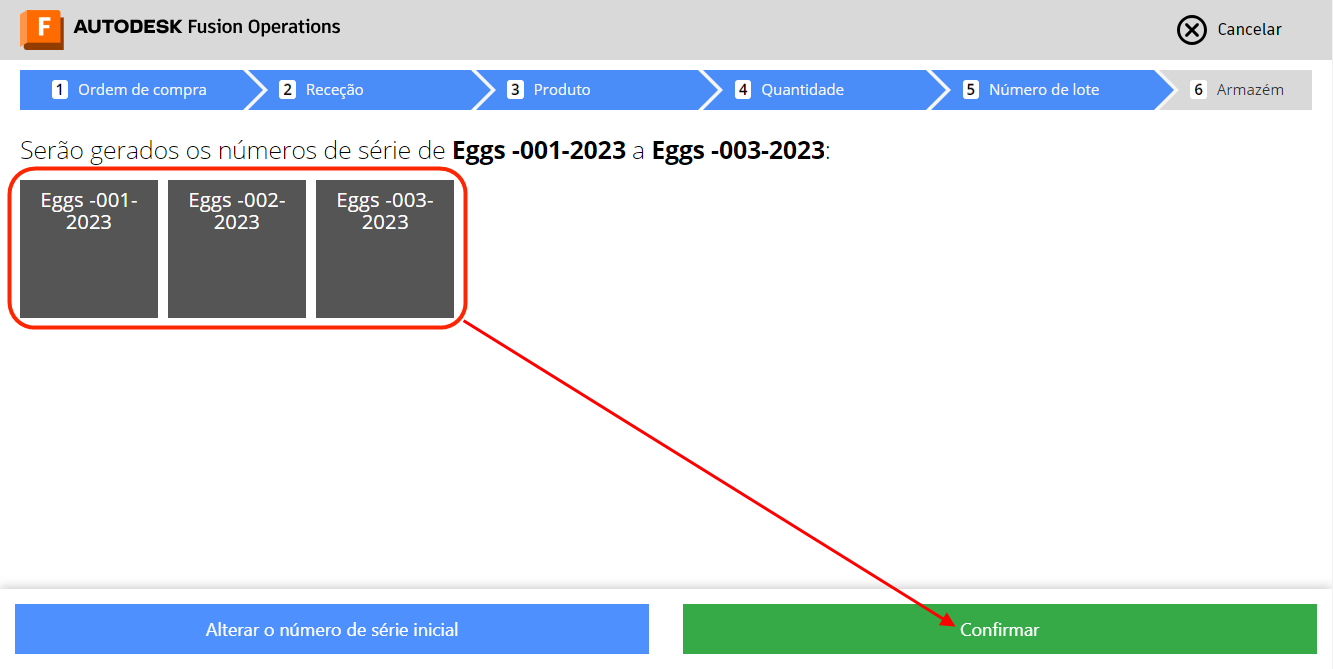 F AUTODESK Fusion Operations
Cancelar
1 Ordem de compra
2 Receção
3 Produto
4 Quantidade
5 Número de lote
6 Armazém
Serão gerados os números de série de Eggs -001-2023 a Eggs -003-2023:
Eggs -001-
2023
Eggs -002-
2023
Eggs -003-
2023
Alterar o número de série inicial
Confirmar